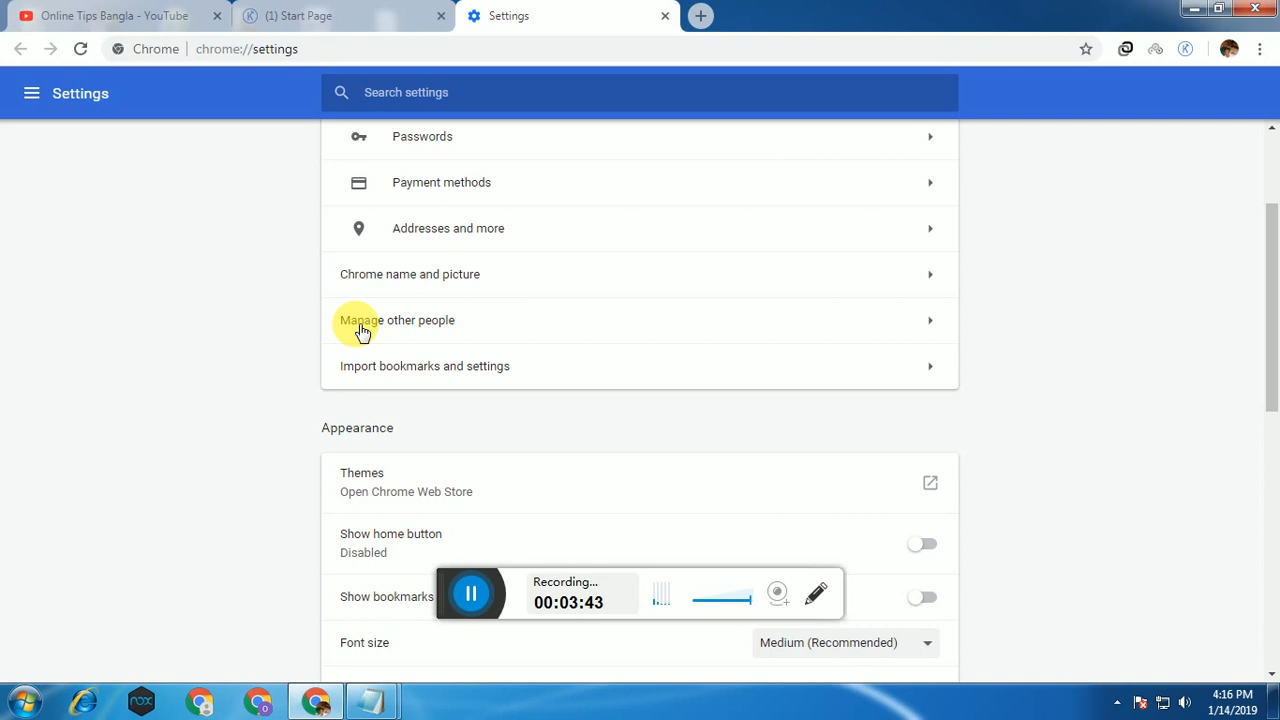 Online Tips Bangla - YouTube
(1) Start Page
Settings
Chrome
chrome://settings
Settings
Search settings
Passwords
Payment methods
Addresses and more
Chrome name and picture
Manage other people
Import bookmarks and settings
Appearance
Themes
Open Chrome Web Store
Show home button
Disabled
Recording...
00:03:43
Show bookmarks
Font size
Medium (Recommended)
nox
4:16 PM
1/14/2019